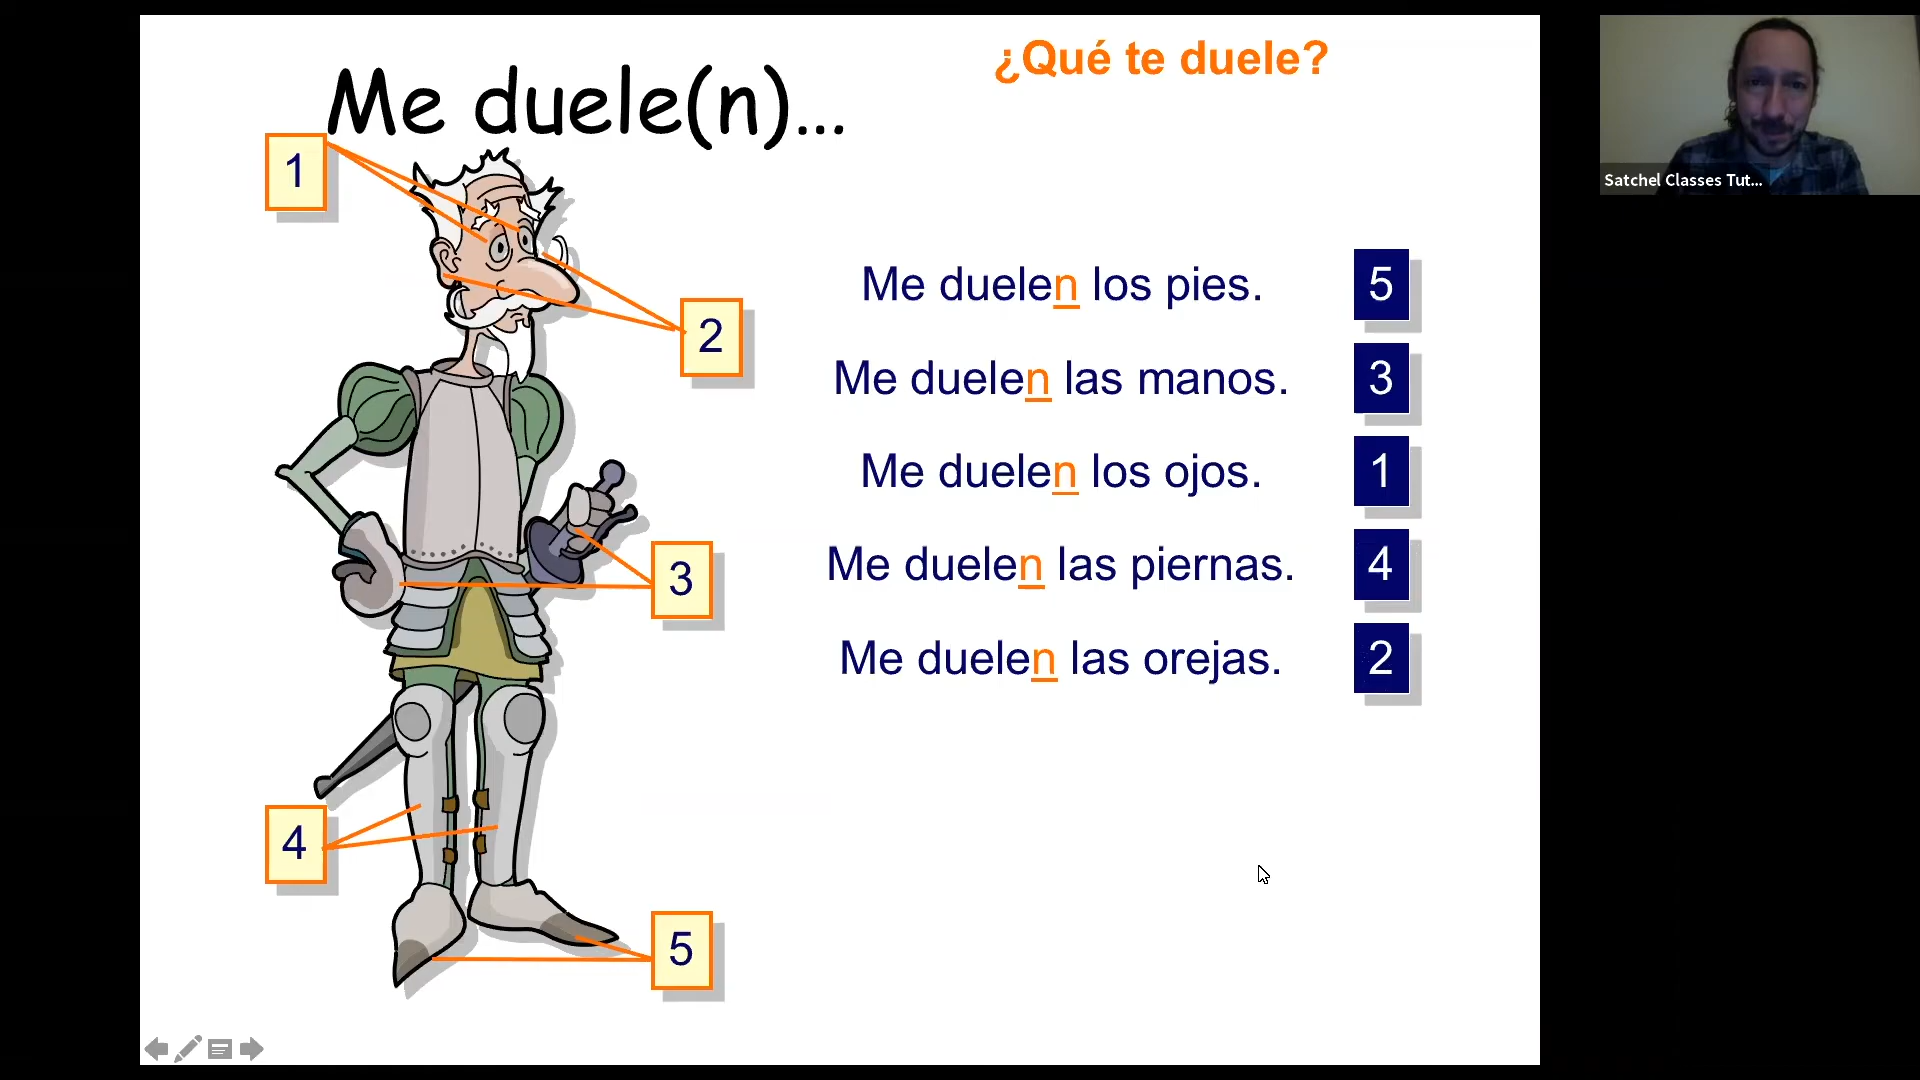 ¿Qué te duele?
Me duele(n)...
1
2
3
4
5
Me duelen los pies. 5
Me duelen las manos. 3
Me duelen los ojos. 1
Me duelen las piernas. 4
Me duelen las orejas. 2
Satchel Classes Tut...